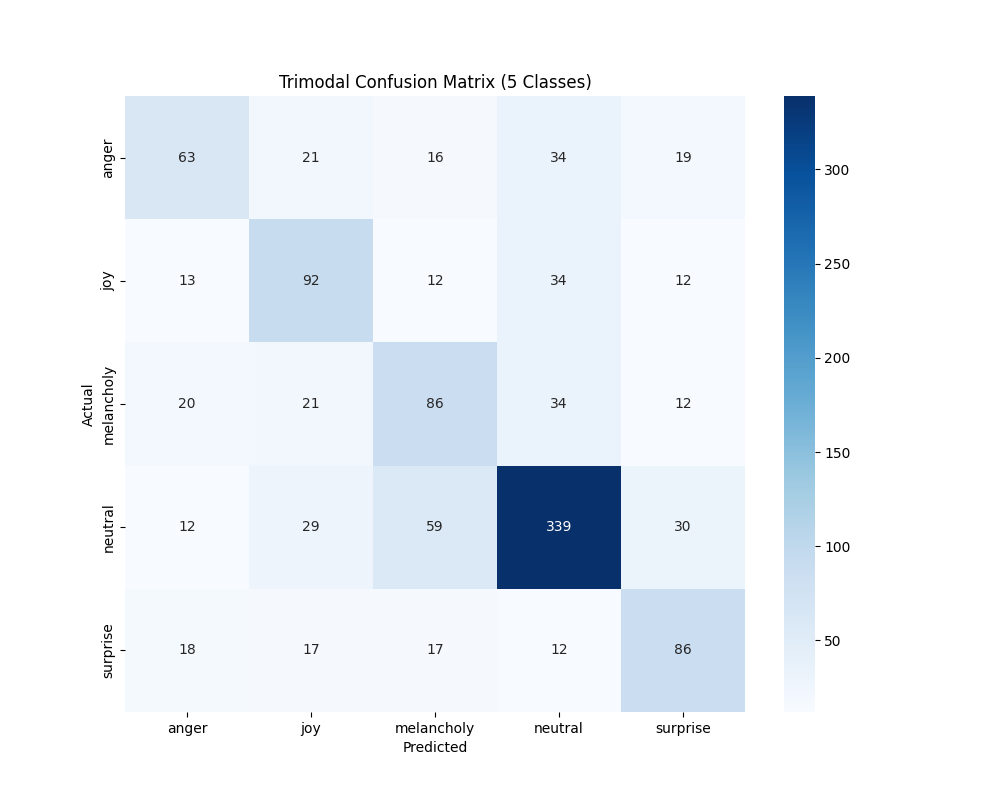 Trimodal Confusion Matrix (5 Classes)
anger 63 21 16 34 19
joy 13 92 12 34 12
melancholy 20 21 86 34 12
neutral 12 29 59 339 30
surprise 18 17 17 12 86
anger joy melancholy neutral surprise
Predicted
Actual
300
250
200
150
100
50